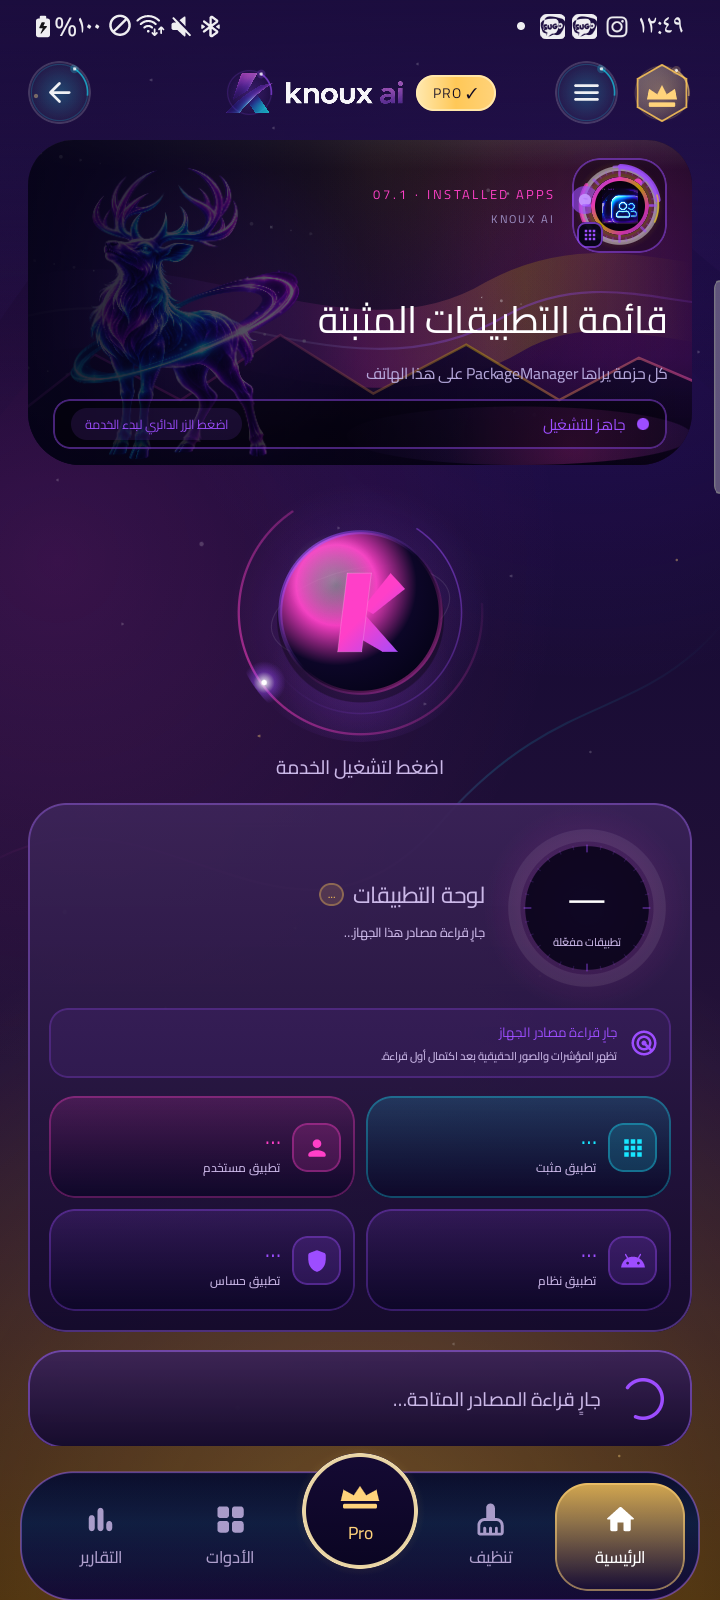 ١٢:٤٩
%١٠٠
knoux ai
PRO ✓
07.1 · INSTALLED APPS
KNOUX AI
قائمة التطبيقات المثبتة
كل حزمة يراها PackageManager على هذا الهاتف
جاهز للتشغيل
اضغط الزر الدائري لبدء الخدمة
اضغط لتشغيل الخدمة
لوحة التطبيقات
...
جارٍ قراءة مصادر هذا الجهاز...
—
تطبيقات مفعّلة
جارٍ قراءة مصادر الجهاز
تظهر المؤشرات والصور الحقيقية بعد اكتمال أول قراءة.
...
تطبيق مثبت
...
تطبيق مستخدم
...
تطبيق نظام
...
تطبيق حساس
جارٍ قراءة المصادر المتاحة...
الرئيسية
تنظيف
Pro
الأدوات
التقارير